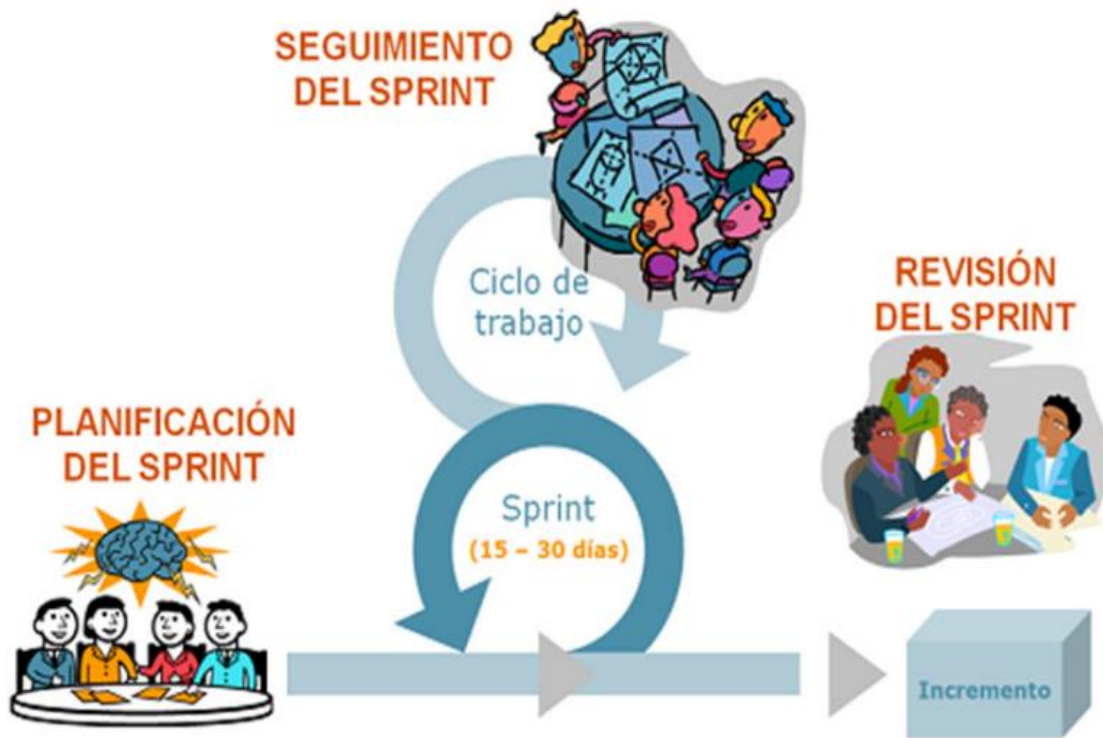 SEGUIMIENTO
DEL SPRINT
Ciclo de
trabajo
REVISIÓN
DEL SPRINT
PLANIFICACIÓN
DEL SPRINT
Sprint
(15 – 30 días)
Incremento